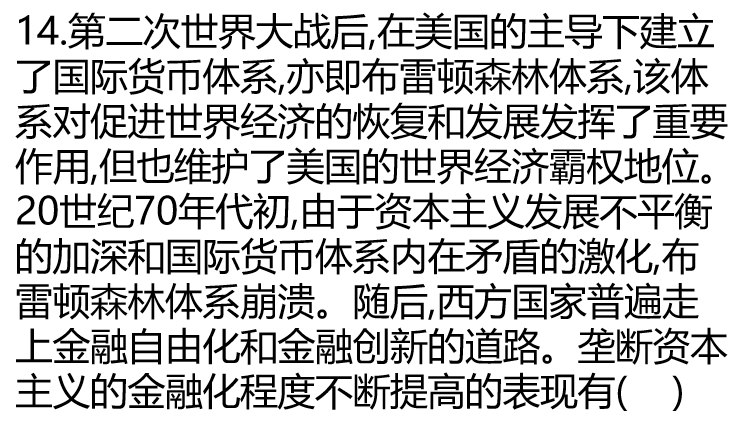 14.第二次世界大战后,在美国的主导下建立
了国际货币体系,亦即布雷顿森林体系,该体
系对促进世界经济的恢复和发展发挥了重要
作用,但也维护了美国的世界经济霸权地位。
20世纪70年代初,由于资本主义发展不平衡
的加深和国际货币体系内在矛盾的激化,布
雷顿森林体系崩溃。随后,西方国家普遍走
上金融自由化和金融创新的道路。垄断资本
主义的金融化程度不断提高的表现有(　)